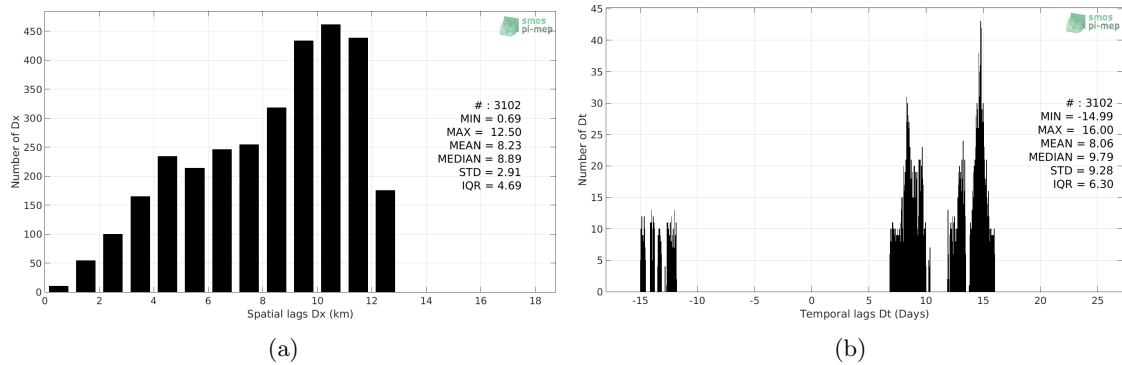 450
400
350
300
250
200
150
100
50
0
Number of Dx
0 2 4 6 8 10 12 14 16 18
Spatial lags Dx (km)
smos
pi-mep
# : 3102
MIN = 0.69
MAX = 12.50
MEAN = 8.23
MEDIAN = 8.89
STD = 2.91
IQR = 4.69
(a)
45
40
35
30
25
20
15
10
5
0
Number of Dt
-15 -10 -5 0 5 10 15 20 25
Temporal lags Dt (Days)
smos
pi-mep
# : 3102
MIN = -14.99
MAX = 16.00
MEAN = 8.06
MEDIAN = 9.79
STD = 9.28
IQR = 6.30
(b)